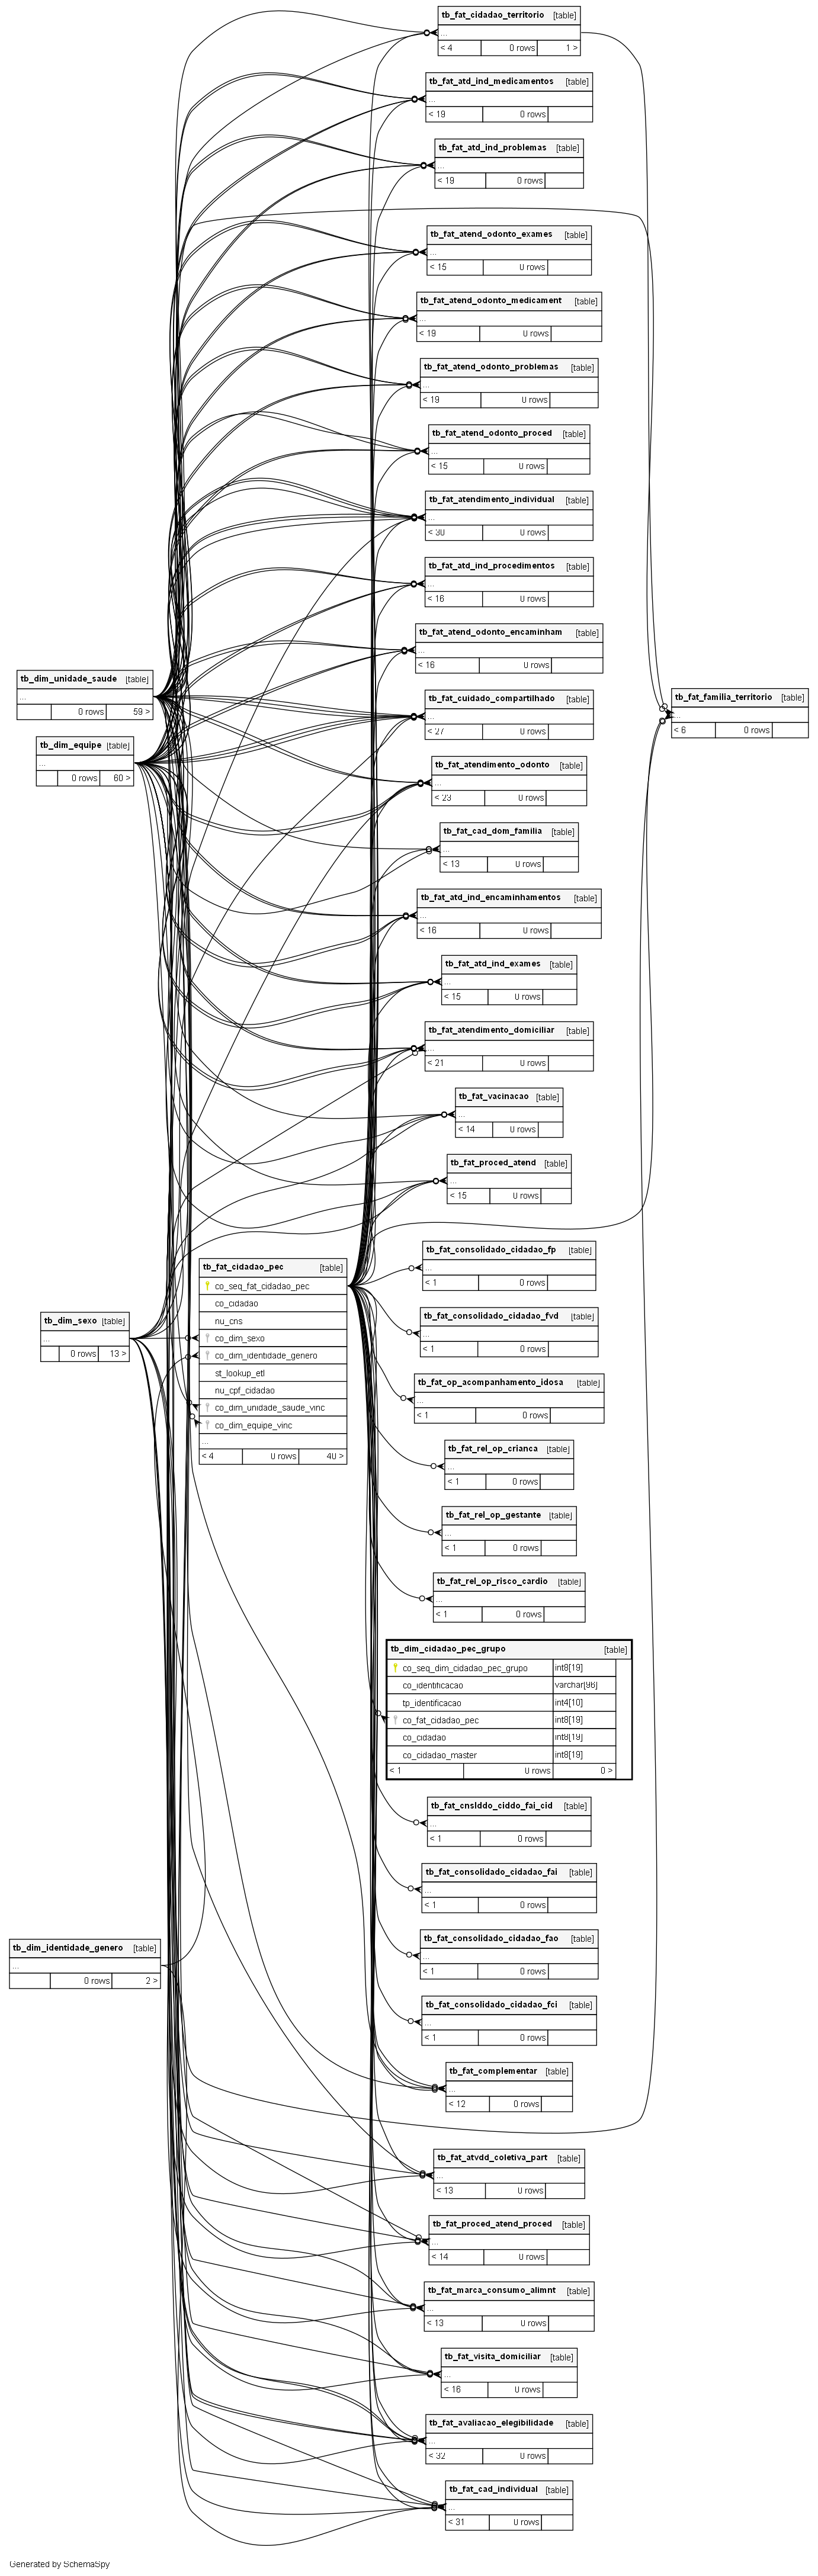 tb_fat_cidadao_territorio [table]
...
< 4 0 rows 1 >
tb_fat_atd_ind_medicamentos [table]
...
< 19 0 rows
tb_fat_atd_ind_problemas [table]
...
< 19 0 rows
tb_fat_atend_odonto_exames [table]
...
< 15 0 rows
tb_fat_atend_odonto_medicament [table]
...
< 19 0 rows
tb_fat_atend_odonto_problemas [table]
...
< 19 0 rows
tb_fat_atend_odonto_proced [table]
...
< 15 0 rows
tb_fat_atendimento_individual [table]
...
< 30 0 rows
tb_fat_atd_ind_procedimentos [table]
...
< 16 0 rows
tb_fat_atend_odonto_encaminham [table]
...
< 16 0 rows
tb_dim_unidade_saude [table]
...
0 rows 59 >
tb_fat_cuidado_compartilhado [table]
...
< 27 0 rows
tb_fat_familia_territorio [table]
...
< 6 0 rows
tb_dim_equipe [table]
...
0 rows 60 >
tb_fat_atendimento_odonto [table]
...
< 23 0 rows
tb_fat_cad_dom_familia [table]
...
< 13 0 rows
tb_fat_atd_ind_encaminhamentos [table]
...
< 16 0 rows
tb_fat_atd_ind_exames [table]
...
< 15 0 rows
tb_fat_atendimento_domiciliar [table]
...
< 21 0 rows
tb_fat_vacinacao [table]
...
< 14 0 rows
tb_fat_proced_atend [table]
...
< 15 0 rows
tb_fat_consolidado_cidadao_fp [table]
...
< 1 0 rows
tb_fat_cidadao_pec [table]
co_seq_fat_cidadao_pec
co_cidadao
nu_cns
co_dim_sexo
co_dim_identidade_genero
st_lookup_etl
nu_cpf_cidadao
co_dim_unidade_saude_vinc
co_dim_equipe_vinc
...
< 4 0 rows 40 >
tb_dim_sexo [table]
...
0 rows 13 >
tb_fat_consolidado_cidadao_fvd [table]
...
< 1 0 rows
tb_fat_op_acompanhamento_idosa [table]
...
< 1 0 rows
tb_fat_rel_op_crianca [table]
...
< 1 0 rows
tb_fat_rel_op_gestante [table]
...
< 1 0 rows
tb_fat_rel_op_risco_cardio [table]
...
< 1 0 rows
tb_dim_cidadao_pec_grupo [table]
co_seq_dim_cidadao_pec_grupo int8[19]
co_identificacao varchar[96]
tp_identificacao int4[10]
co_fat_cidadao_pec int8[19]
co_cidadao int8[19]
co_cidadao_master int8[19]
< 1 0 rows 0 >
tb_fat_cnslddo_ciddo_fai_cid [table]
...
< 1 0 rows
tb_fat_consolidado_cidadao_fai [table]
...
< 1 0 rows
tb_fat_consolidado_cidadao_fao [table]
...
< 1 0 rows
tb_dim_identidade_genero [table]
...
0 rows 2 >
tb_fat_consolidado_cidadao_fci [table]
...
< 1 0 rows
tb_fat_complementar [table]
...
< 12 0 rows
tb_fat_atvdd_coletiva_part [table]
...
< 13 0 rows
tb_fat_proced_atend_proced [table]
...
< 14 0 rows
tb_fat_marca_consumo_alimnt [table]
...
< 13 0 rows
tb_fat_visita_domiciliar [table]
...
< 16 0 rows
tb_fat_avaliacao_elegibilidade [table]
...
< 32 0 rows
tb_fat_cad_individual [table]
...
< 31 0 rows
Generated by SchemaSpy